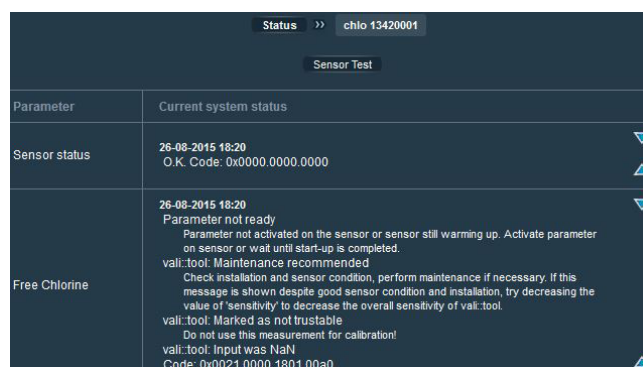 Status >> chlo 13420001
Sensor Test
Parameter Current system status
Sensor status
26-08-2015 18:20
O.K. Code: 0x0000.0000.0000
Free Chlorine
26-08-2015 18:20
Parameter not ready
Parameter not activated on the sensor or sensor still warming up. Activate parameter
on sensor or wait until start-up is completed.
vali::tool: Maintenance recommended
Check installation and sensor condition, perform maintenance if necessary. If this
message is shown despite good sensor condition and installation, try decreasing the
value of 'sensitivity' to decrease the overall sensitivity of vali::tool.
vali::tool: Marked as not trustable
Do not use this measurement for calibration!
vali::tool: Input was NaN
Code: 0x0021.0000.1801.00a0